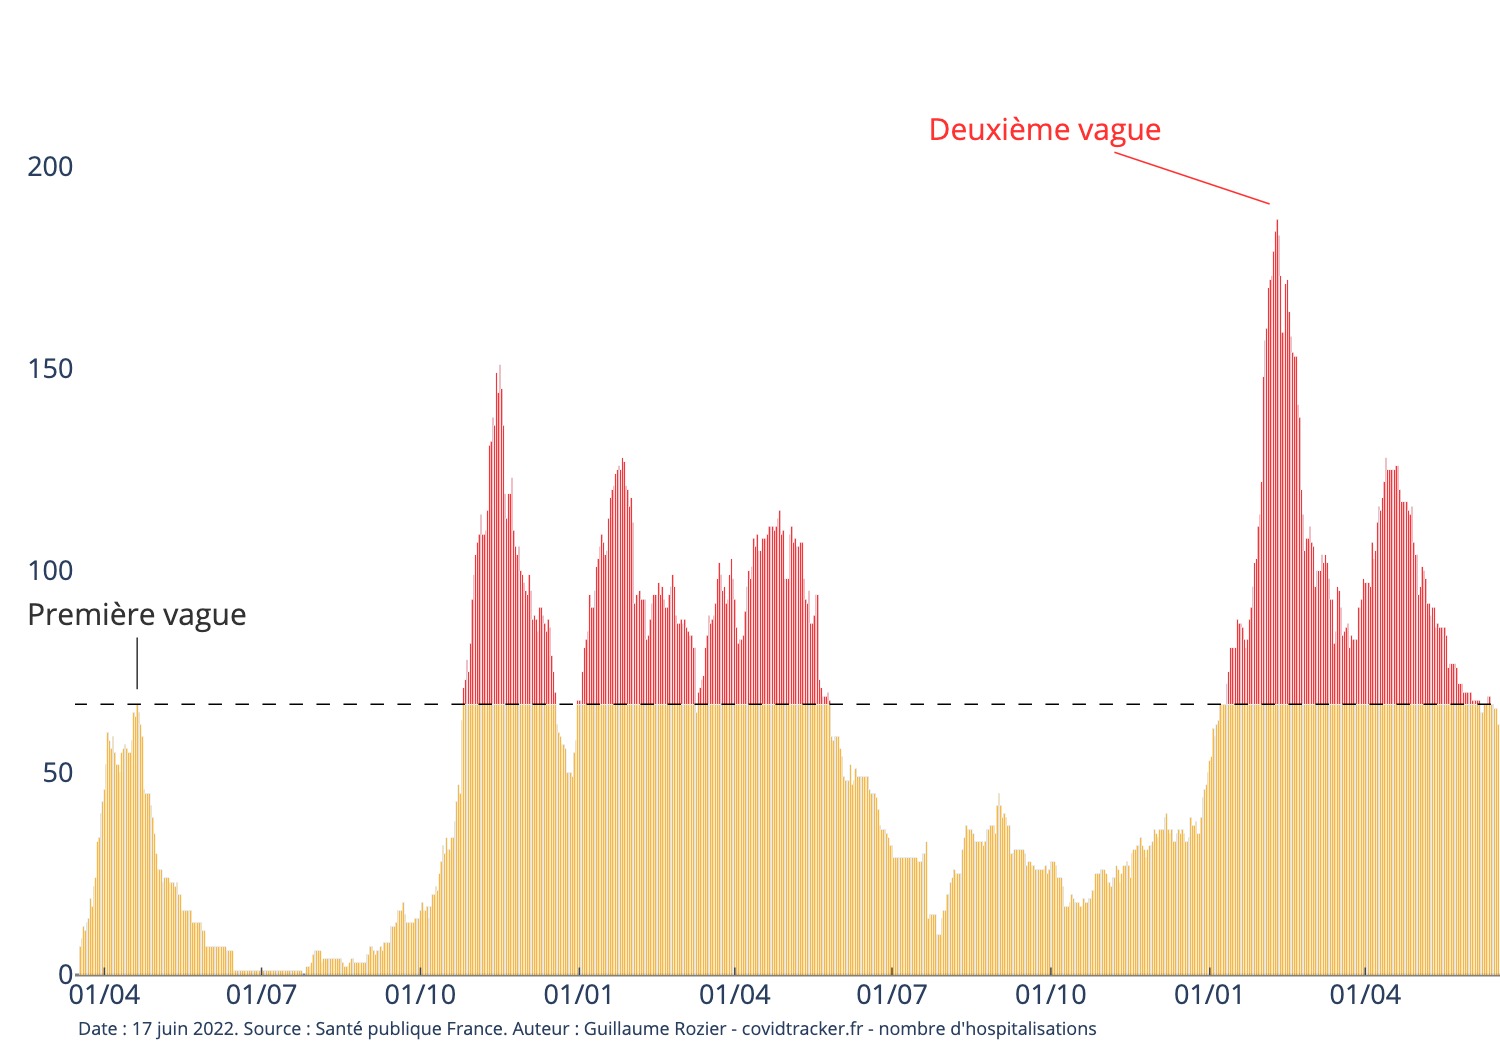 Deuxième vague
200
150
100
Première vague
50
0
01/04 01/07 01/10 01/01 01/04 01/07 01/10 01/01 01/04
Date : 17 juin 2022. Source : Santé publique France. Auteur : Guillaume Rozier - covidtracker.fr - nombre d'hospitalisations